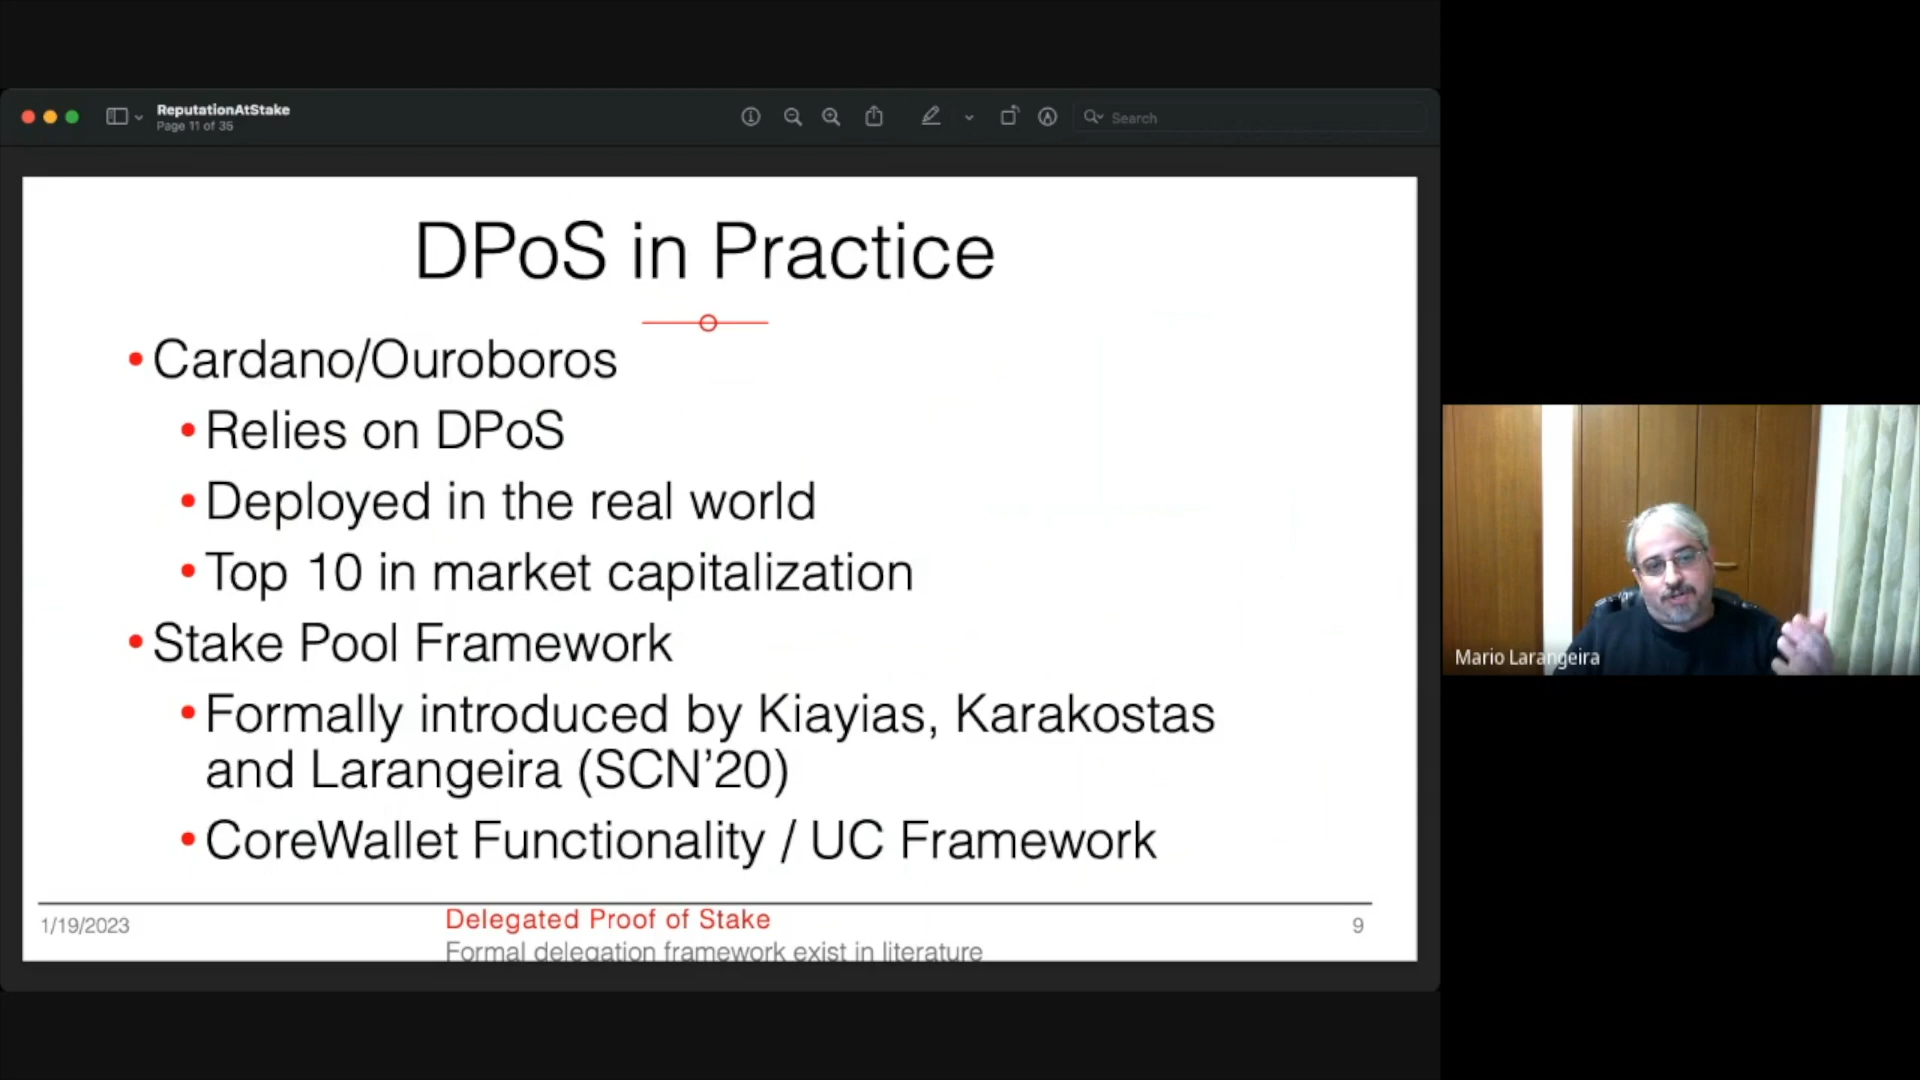 ReputationAtStake
Page 11 of 35
Search
DPoS in Practice
• Cardano/Ouroboros
• Relies on DPoS
• Deployed in the real world
• Top 10 in market capitalization
• Stake Pool Framework
• Formally introduced by Kiayias, Karakostas
and Larangeira (SCN’20)
• CoreWallet Functionality / UC Framework
1/19/2023
Delegated Proof of Stake
9
Formal delegation framework exist in literature
Mario Larangeira